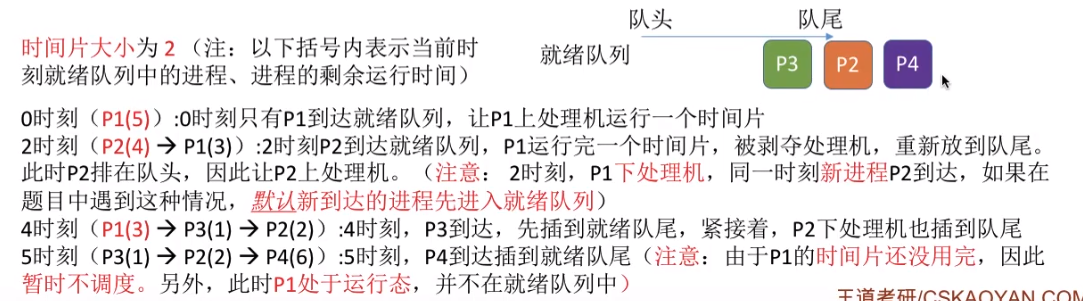 队头 队尾
时间片大小为 2 （注：以下括号内表示当前时
就绪队列
P3 P2 P4
刻就绪队列中的进程、进程的剩余运行时间）
0时刻（P1(5)）:0时刻只有P1到达就绪队列，让P1上处理机运行一个时间片
2时刻（P2(4) → P1(3)）:2时刻P2到达就绪队列，P1运行完一个时间片，被剥夺处理机，重新放到队尾。
此时P2排在队头，因此让P2上处理机。（注意： 2时刻，P1下处理机，同一时刻新进程P2到达，如果在
题目中遇到这种情况，默认新到达的进程先进入就绪队列）
4时刻（P1(3) → P3(1) → P2(2)）:4时刻，P3到达，先插到就绪队尾，紧接着，P2下处理机也插到队尾
5时刻（P3(1) → P2(2) → P4(6)）:5时刻，P4到达插到就绪队尾（注意：由于P1的时间片还没用完，因此
暂时不调度。另外，此时P1处于运行态，并不在就绪队列中）
王道考研/CSKAOYAN.COM